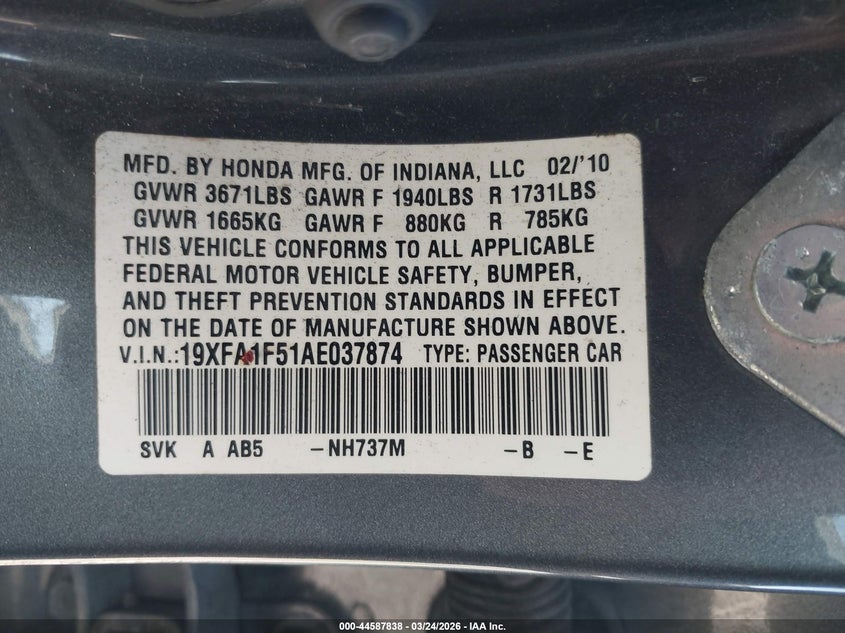 MFD. BY HONDA MFG. OF INDIANA, LLC 02/'10
GVWR 3671LBS GAWR F 1940LBS R 1731LBS
GVWR 1665KG GAWR F 880KG R 785KG
THIS VEHICLE CONFORMS TO ALL APPLICABLE
FEDERAL MOTOR VEHICLE SAFETY, BUMPER,
AND THEFT PREVENTION STANDARDS IN EFFECT
ON THE DATE OF MANUFACTURE SHOWN ABOVE.
V.I.N.:19XFA1F51AE037874 TYPE: PASSENGER CAR
SVK A AB5 -NH737M -B -E
000-44587838 - 03/24/2026 - IAA Inc.